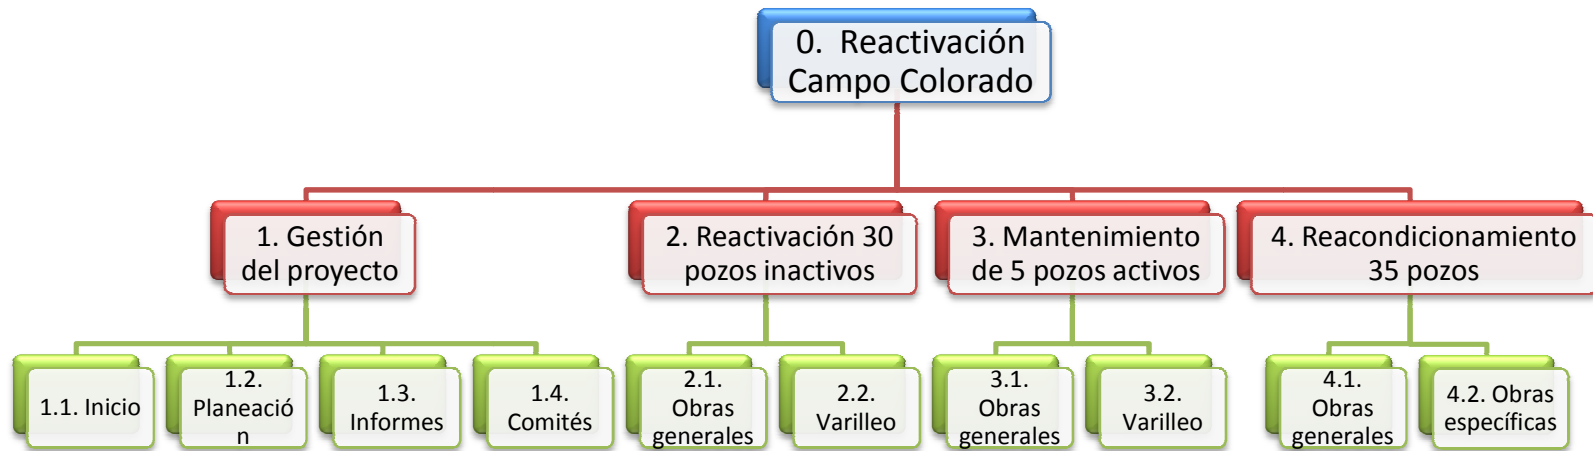 0. Reactivación
Campo Colorado
1. Gestión
del proyecto
2. Reactivación 30
pozos inactivos
3. Mantenimiento
de 5 pozos activos
4. Reacondicionamiento
35 pozos
1.1. Inicio
1.2.
Planeació
n
1.3.
Informes
1.4.
Comités
2.1.
Obras
generales
2.2.
Varilleo
3.1.
Obras
generales
3.2.
Varilleo
4.1.
Obras
generales
4.2. Obras
específicas